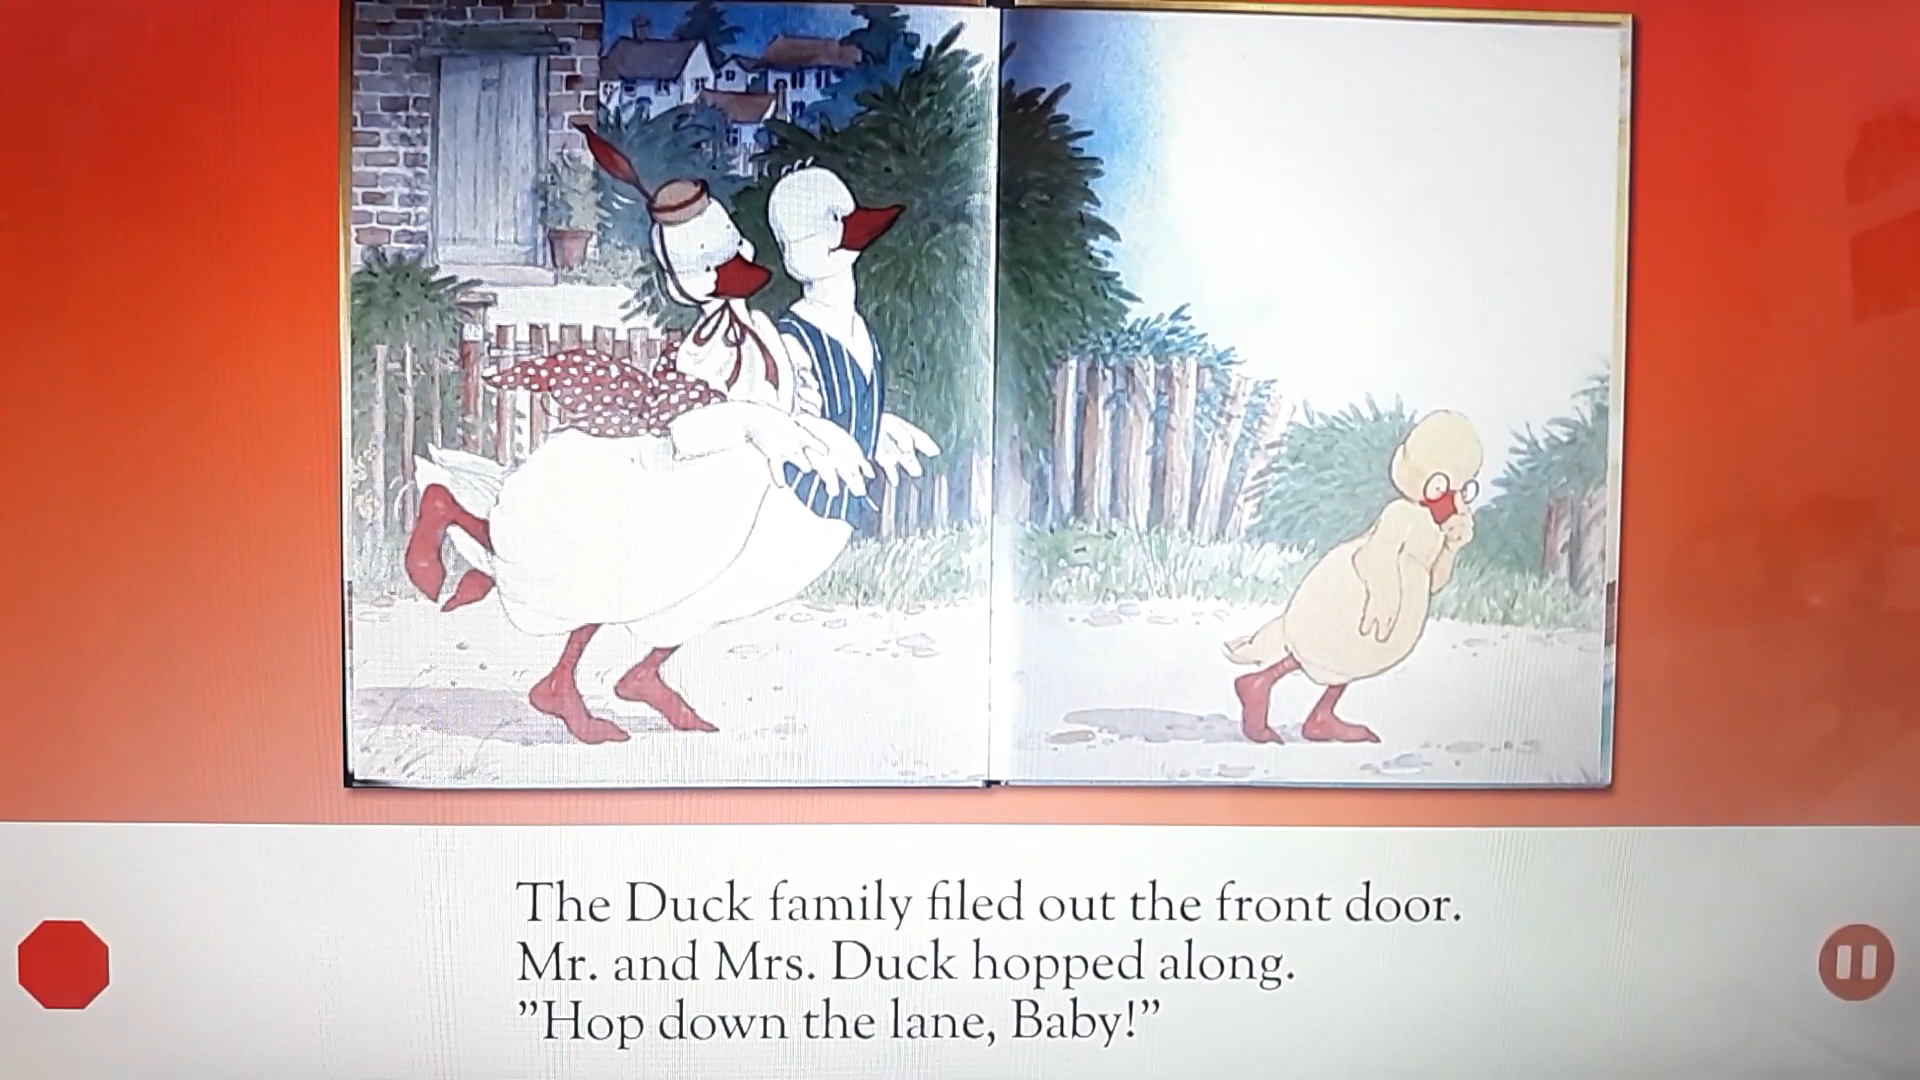 The Duck family filed out the front door.
Mr. and Mrs. Duck hopped along.
”Hop down the lane, Baby!”